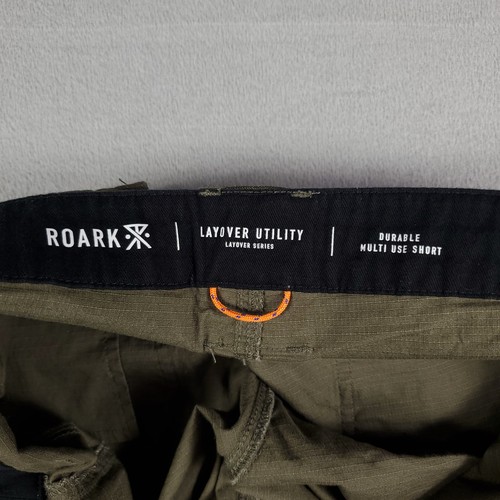 ROARK
LAYOVER UTILITY
LAYOVER SERIES
DURABLE
MULTI USE SHORT